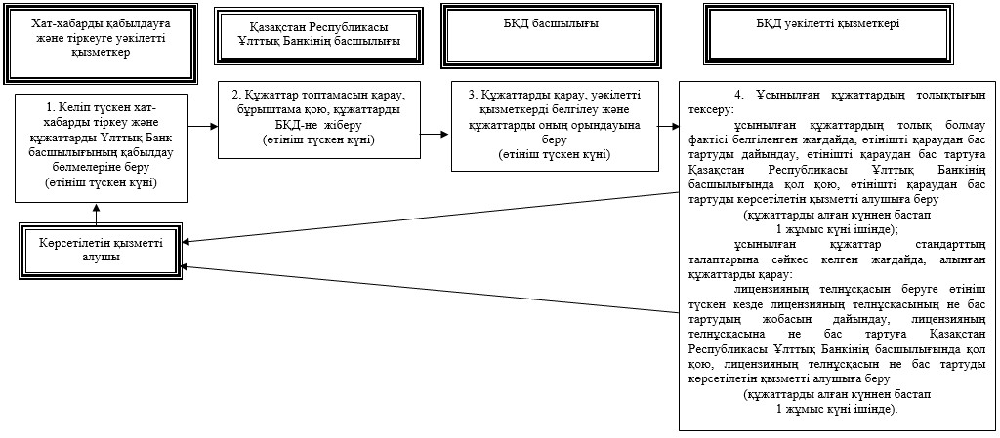 Хат-хабарды қабылдауға
және тіркеуге уәкілетті
қызметкер
Қазақстан Республикасы
Ұлттық Банкінің басшылығы
БҚД басшылығы
БҚД уәкілетті қызметкері
1. Келіп түскен хат-
хабарды тіркеу және
құжаттарды Ұлттық Банк
басшылығының қабылдау
бөлмелеріне беру
(өтініш түскен күні)
2. Құжаттар топтамасын қарау,
бұрыштама қою, құжаттарды
БҚД-не жіберу
(өтініш түскен күні)
3. Құжаттарды қарау, уәкілетті
қызметкерді белгілеу және
құжаттарды оның орындауына
беру
(өтініш түскен күні)
4. Ұсынылған құжаттардың толықтығын
тексеру:
ұсынылған құжаттардың толық болмау
фактісі белгіленген жағдайда, өтінішті қараудан бас
тартуды дайындау, өтінішті қараудан бас тартуға
Қазақстан Республикасы Ұлттық Банкінің
басшылығында қол қою, өтінішті қараудан бас
тартуды көрсетілетін қызметті алушыға беру
(құжаттарды алған күннен бастап
1 жұмыс күні ішінде);
ұсынылған құжаттар стандарттың
талаптарына сәйкес келген жағдайда, алынған
құжаттарды қарау:
лицензияның телнұсқасын беруге өтініш
түскен кезде лицензияның телнұсқасының не бас
тартудың жобасын дайындау, лицензияның
телнұсқасына не бас тартуға Қазақстан
Республикасы Ұлттық Банкінің басшылығында қол
қою, лицензияның телнұсқасын не бас тартуды
көрсетілетін қызметті алушыға беру
(құжаттарды алған күннен бастап
1 жұмыс күні ішінде).
Көрсетілетін қызметті
алушы